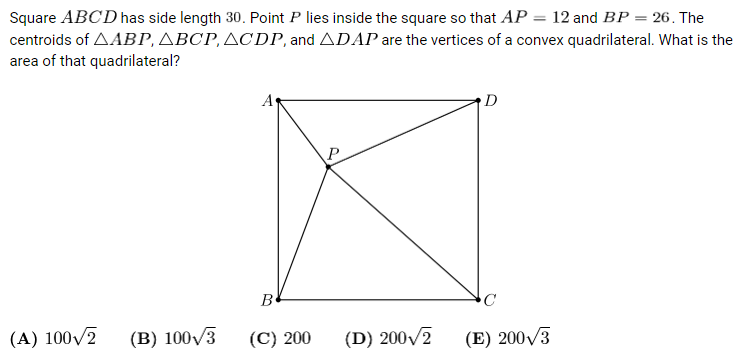 Square ABCD has side length 30. Point P lies inside the square so that AP = 12 and BP = 26. The
centroids of △ABP, △BCP, △CDP, and △DAP are the vertices of a convex quadrilateral. What is the
area of that quadrilateral?
A D
P
B C
(A) 100√2 (B) 100√3 (C) 200 (D) 200√2 (E) 200√3